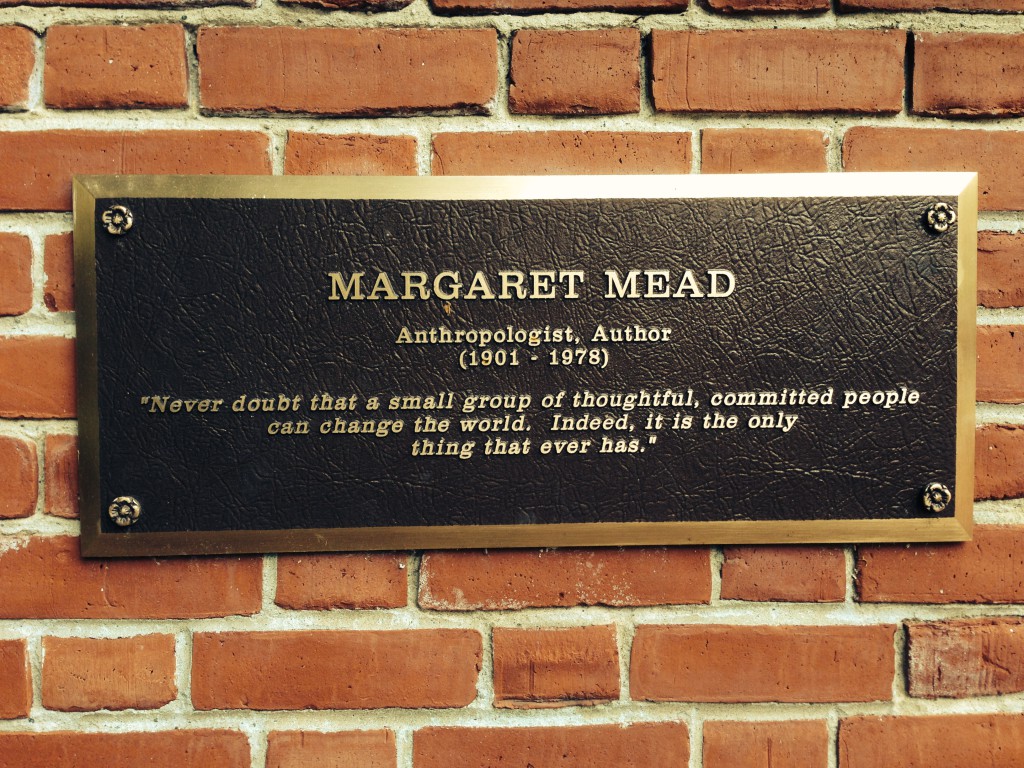 MARGARET MEAD
Anthropologist, Author
(1901 - 1978)
"Never doubt that a small group of thoughtful, committed people
can change the world. Indeed, it is the only
thing that ever has."